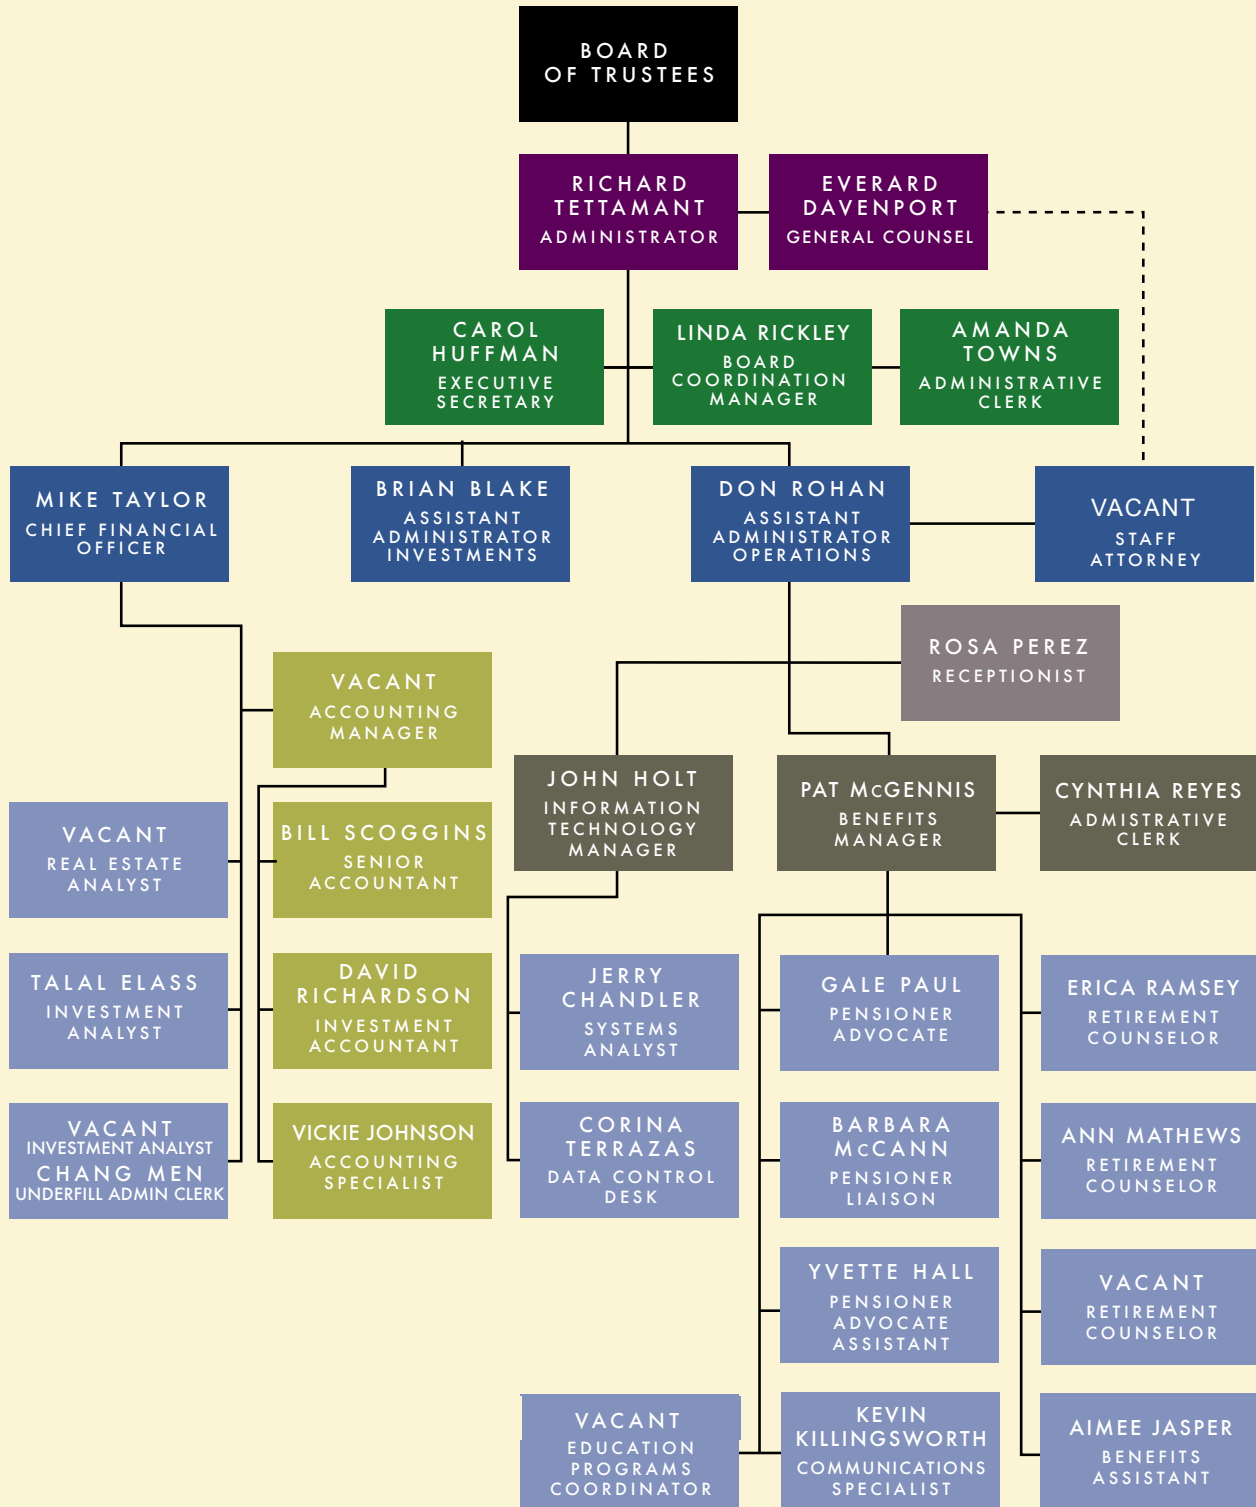 BOARD
OF TRUSTEES
RICHARD
TETTAMANT
ADMINISTRATOR
EVERARD
DAVENPORT
GENERAL COUNSEL
CAROL
HUFFMAN
EXECUTIVE
SECRETARY
LINDA RICKLEY
BOARD
COORDINATION
MANAGER
AMANDA
TOWNS
ADMINISTRATIVE
CLERK
MIKE TAYLOR
CHIEF FINANCIAL
OFFICER
BRIAN BLAKE
ASSISTANT
ADMINISTRATOR
INVESTMENTS
DON ROHAN
ASSISTANT
ADMINISTRATOR
OPERATIONS
VACANT
STAFF
ATTORNEY
ROSA PEREZ
RECEPTIONIST
VACANT
ACCOUNTING
MANAGER
JOHN HOLT
INFORMATION
TECHNOLOGY
MANAGER
PAT McGENNIS
BENEFITS
MANAGER
CYNTHIA REYES
ADMISTRATIVE
CLERK
VACANT
REAL ESTATE
ANALYST
BILL SCOGGINS
SENIOR
ACCOUNTANT
TALAL ELASS
INVESTMENT
ANALYST
DAVID
RICHARDSON
INVESTMENT
ACCOUNTANT
JERRY
CHANDLER
SYSTEMS
ANALYST
GALE PAUL
PENSIONER
ADVOCATE
ERICA RAMSEY
RETIREMENT
COUNSELOR
VACANT
INVESTMENT ANALYST
CHANG MEN
UNDERFILL ADMIN CLERK
VICKIE JOHNSON
ACCOUNTING
SPECIALIST
CORINA
TERRAZAS
DATA CONTROL
DESK
BARBARA
McCANN
PENSIONER
LIAISON
ANN MATHEWS
RETIREMENT
COUNSELOR
YVETTE HALL
PENSIONER
ADVOCATE
ASSISTANT
VACANT
RETIREMENT
COUNSELOR
VACANT
EDUCATION
PROGRAMS
COORDINATOR
KEVIN
KILLINGSWORTH
COMMUNICATIONS
SPECIALIST
AIMEE JASPER
BENEFITS
ASSISTANT